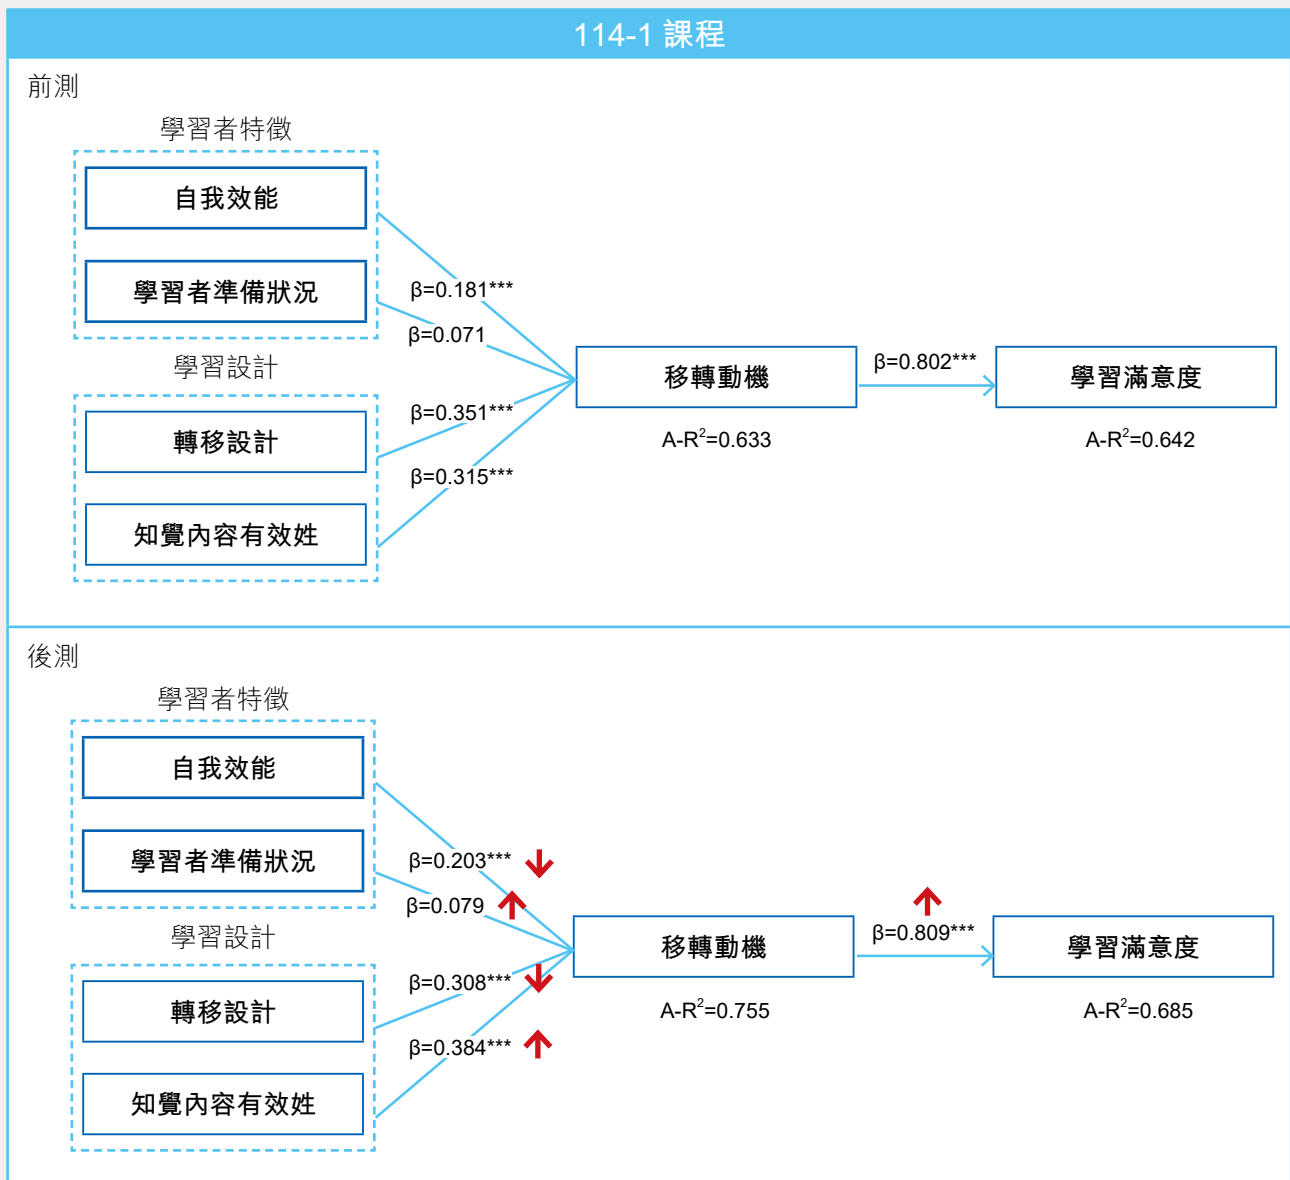 114-1 課程
前測
學習者特徵
自我效能
學習者準備狀況
學習設計
轉移設計
知覺內容有效姓
β=0.181***
β=0.071
β=0.351***
β=0.315***
移轉動機
A-R²=0.633
β=0.802***
學習滿意度
A-R²=0.642
後測
學習者特徵
自我效能
學習者準備狀況
學習設計
轉移設計
知覺內容有效姓
β=0.203***
β=0.079
β=0.308***
β=0.384***
移轉動機
A-R²=0.755
β=0.809***
學習滿意度
A-R²=0.685